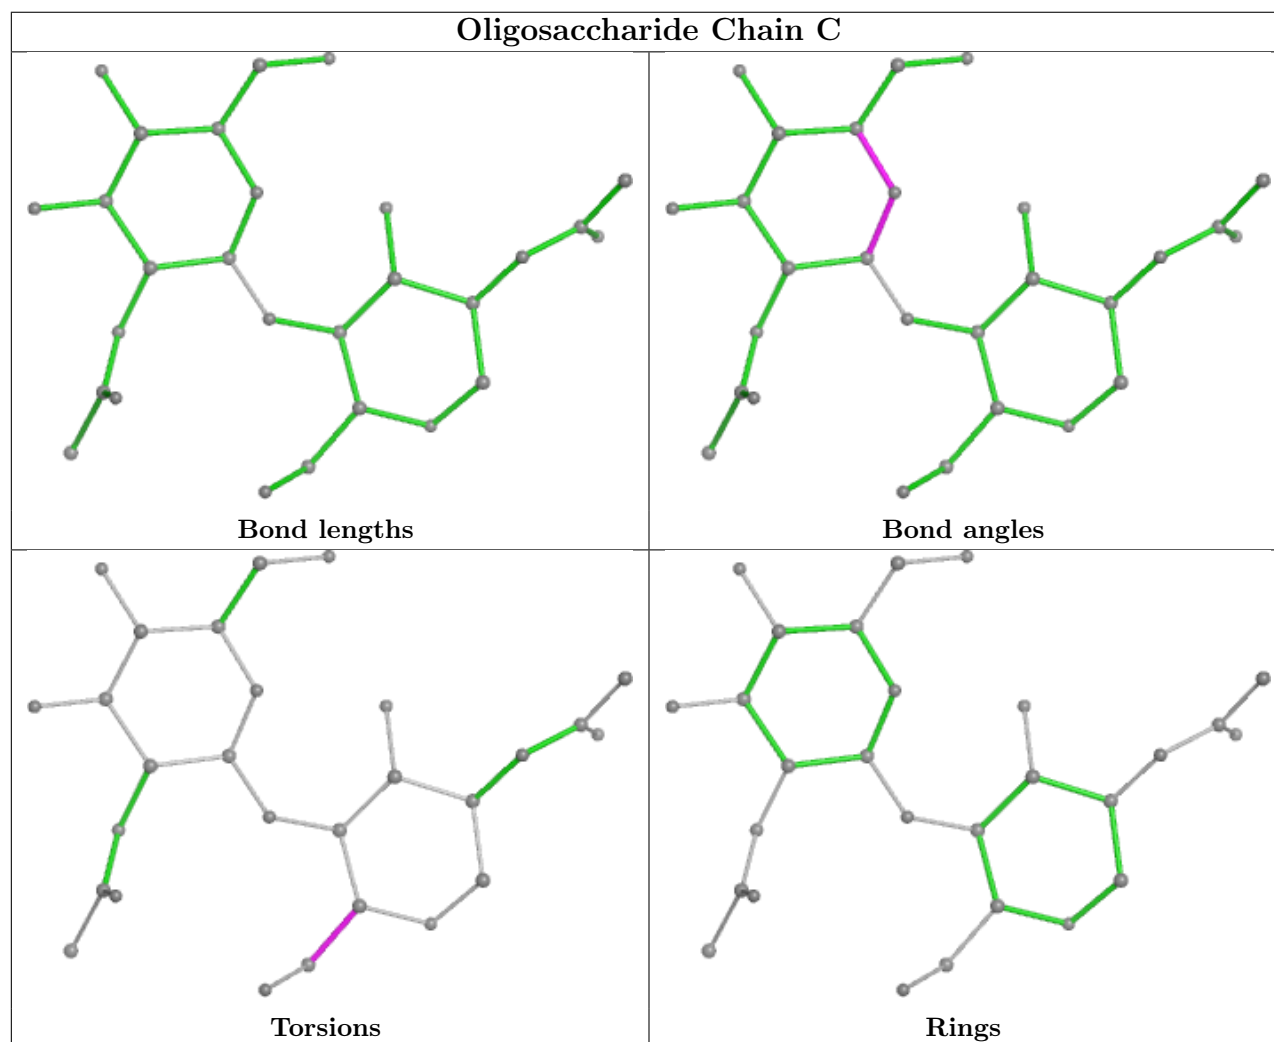 Oligosaccharide Chain C
Bond lengths
Bond angles
Torsions
Rings